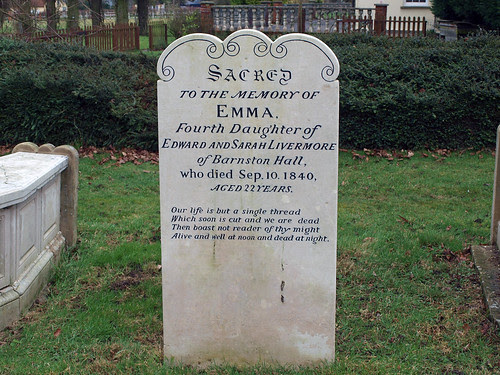 SACRED
TO THE MEMORY OF
EMMA,
Fourth Daughter of
EDWARD AND SARAH LIVERMORE
of Barnston Hall,
who died Sep. 10. 1840,
AGED 22 YEARS.
Our life is but a single thread
Which soon is cut and we are dead
Then boast not reader of thy might
Alive and well at noon and dead at night.